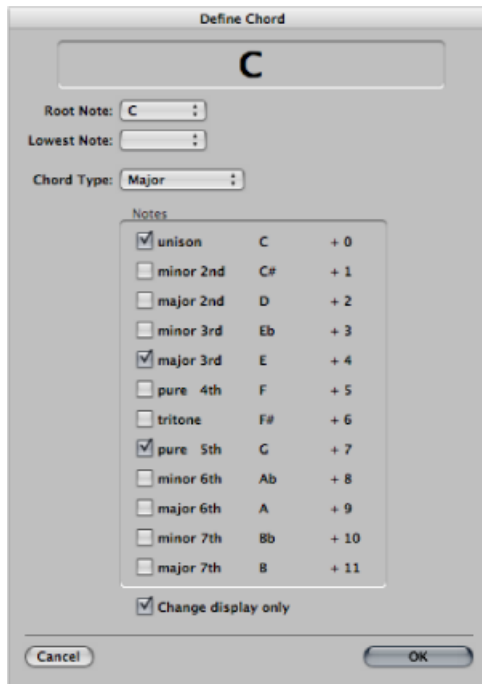 Define Chord
C
Root Note: C
Lowest Note:
Chord Type: Major
Notes
unison C + 0
minor 2nd C# + 1
major 2nd D + 2
minor 3rd Eb + 3
major 3rd E + 4
pure 4th F + 5
tritone F# + 6
pure 5th G + 7
minor 6th Ab + 8
major 6th A + 9
minor 7th Bb + 10
major 7th B + 11
Change display only
Cancel OK